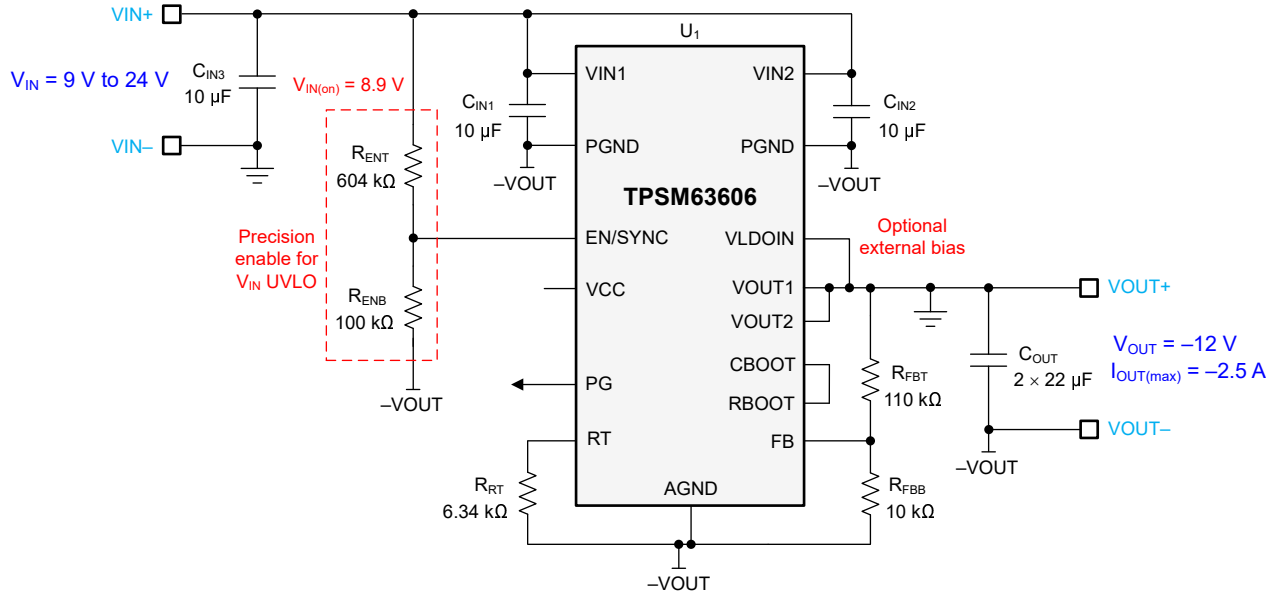 VIN+
U1
VIN = 9 V to 24 V
CIN3
10 µF
VIN(on) = 8.9 V
VIN–
RENT
604 kΩ
Precision
enable for
VIN UVLO
RENB
100 kΩ
–VOUT
CIN1
10 µF
–VOUT
VIN1
VIN2
PGND
PGND
TPSM63606
EN/SYNC
VLDOIN
VCC
VOUT1
VOUT2
CBOOT
PG
RBOOT
RT
FB
AGND
CIN2
10 µF
–VOUT
Optional
external bias
RFBT
110 kΩ
RFBB
10 kΩ
COUT
2 × 22 µF
–VOUT
VOUT+
VOUT = –12 V
IOUT(max) = –2.5 A
VOUT–
RRT
6.34 kΩ
–VOUT